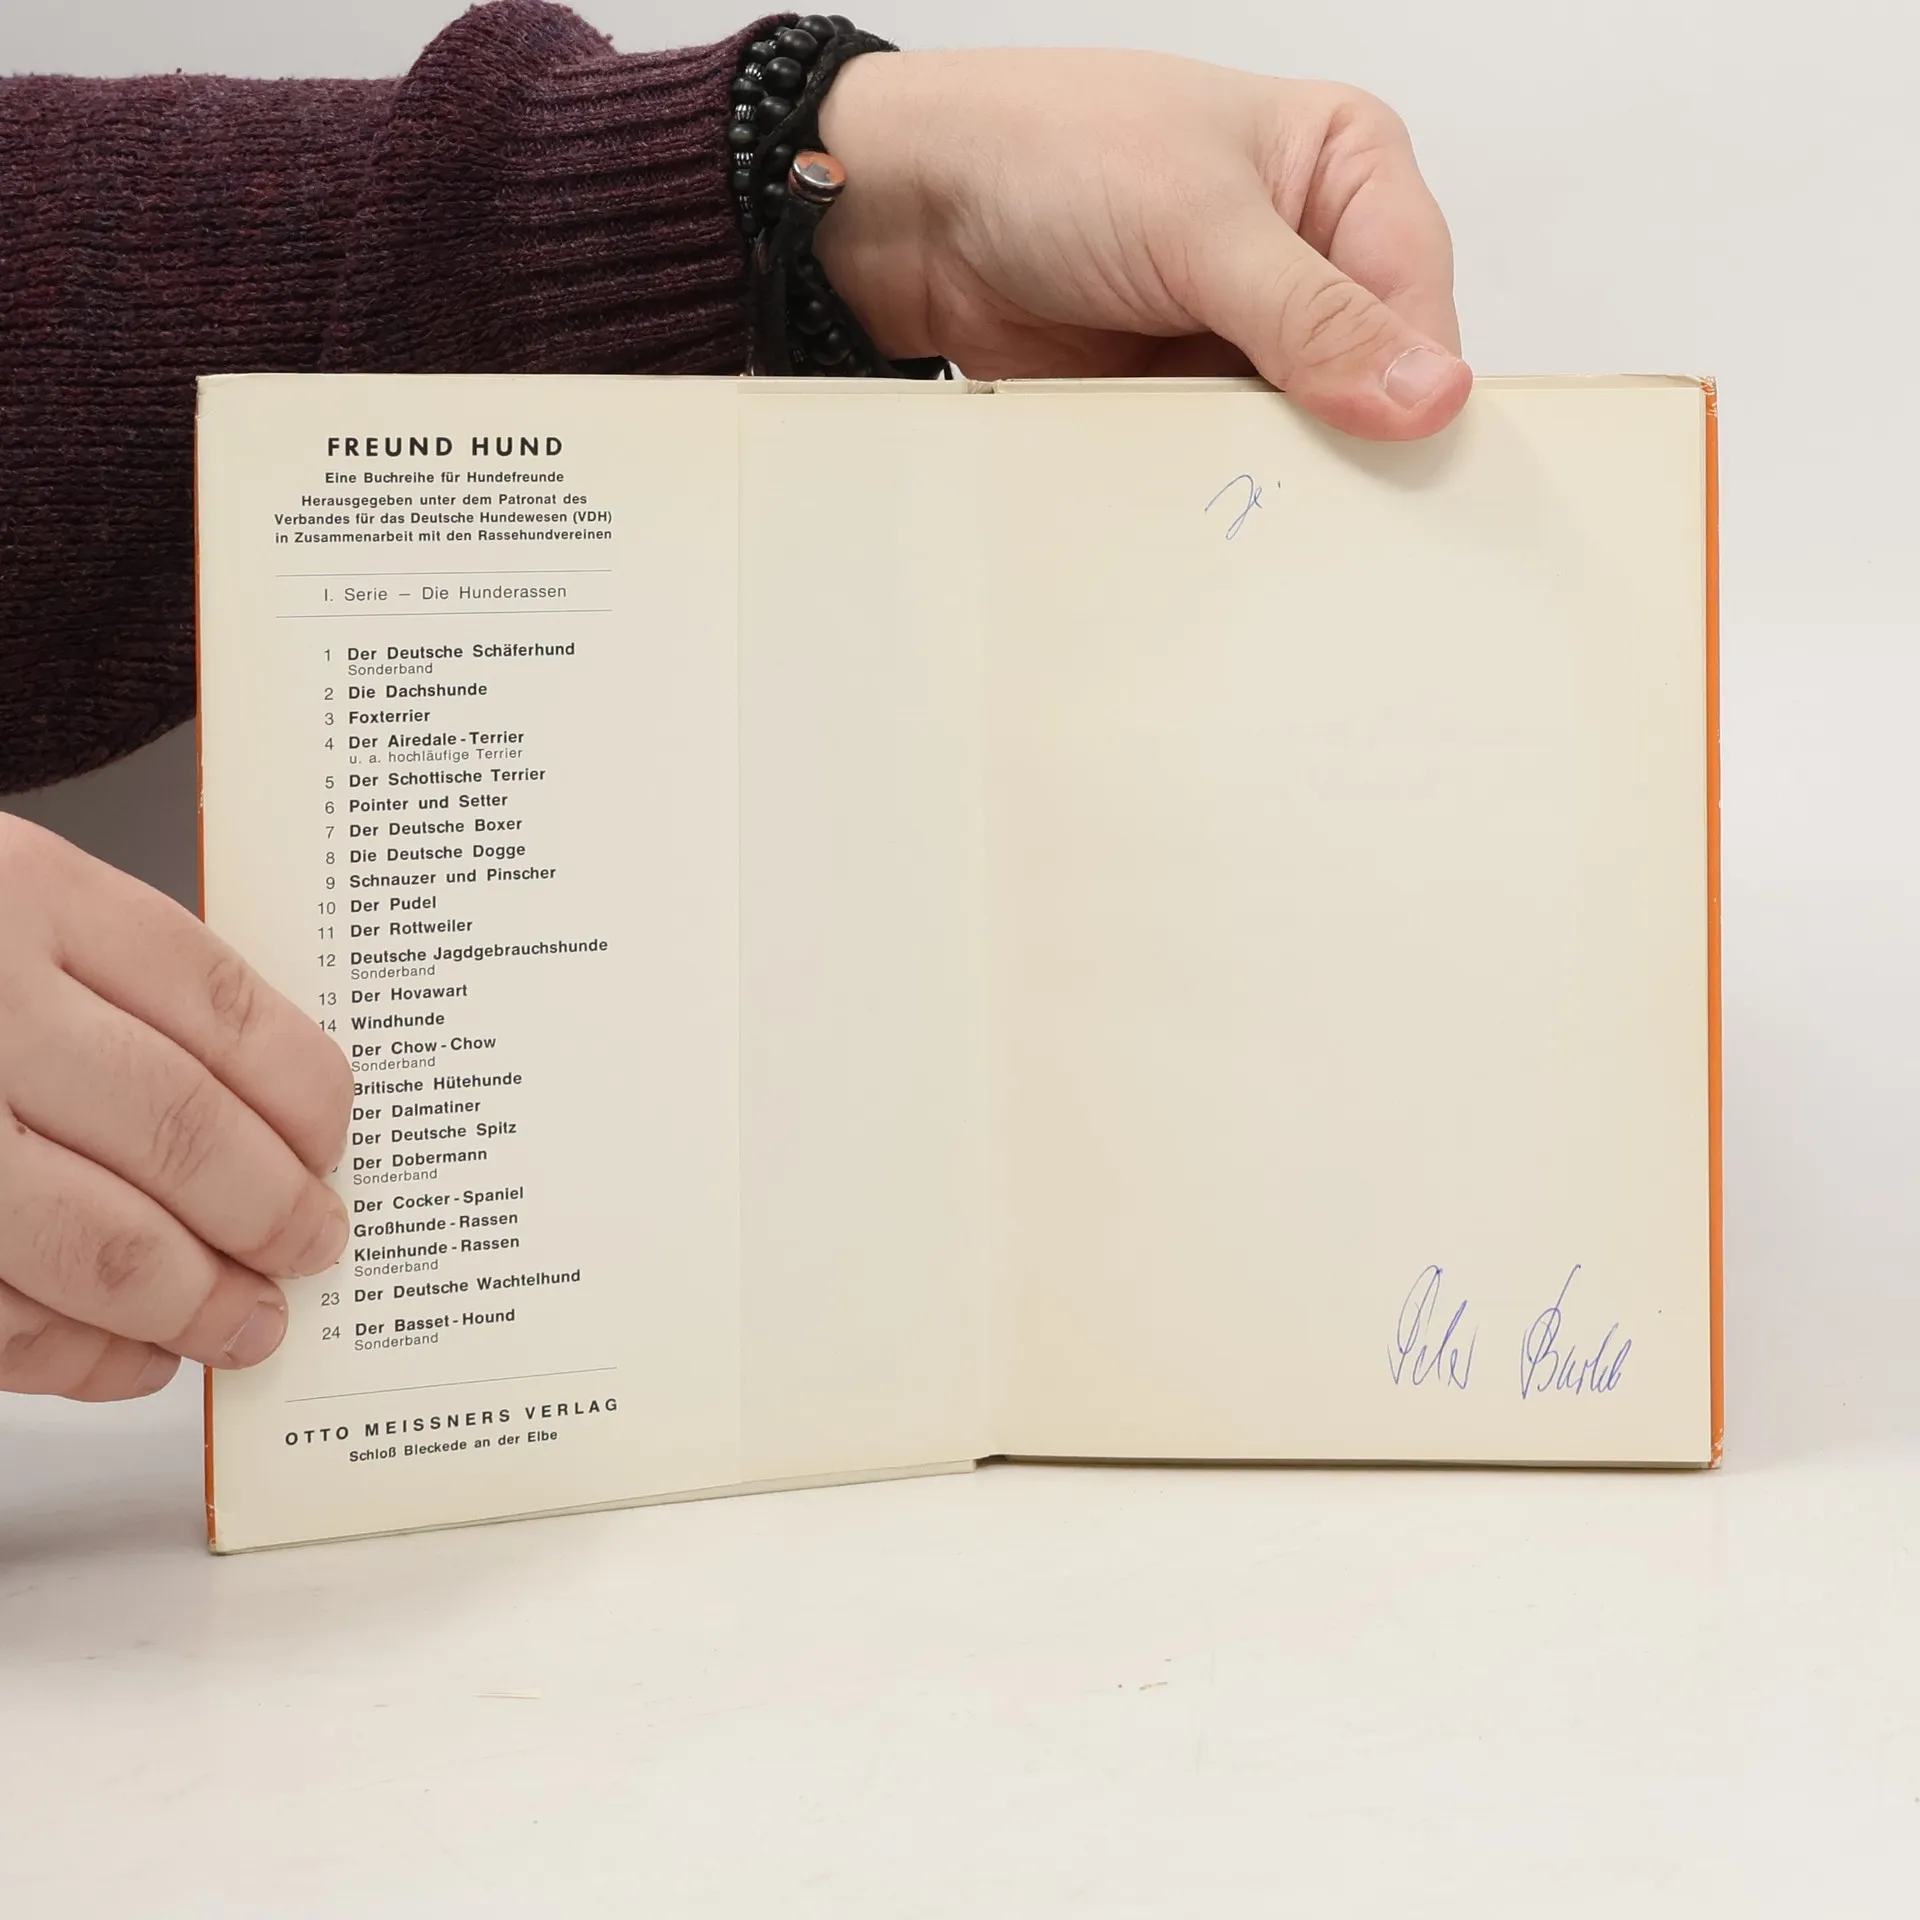 FREUND HUND
Eine Buchreihe für Hundefreunde
Herausgegeben unter dem Patronat des
Verbandes für das Deutsche Hundewesen (VDH)
in Zusammenarbeit mit den Rassehundvereinen
I. Serie – Die Hunderassen
1 Der Deutsche Schäferhund
Sonderband
2 Die Dachshunde
3 Foxterrier
4 Der Airedale-Terrier
u. a. hochläufige Terrier
5 Der Schottische Terrier
6 Pointer und Setter
7 Der Deutsche Boxer
8 Die Deutsche Dogge
9 Schnauzer und Pinscher
10 Der Pudel
11 Der Rottweiler
12 Deutsche Jagdgebrauchshunde
Sonderband
13 Der Hovawart
14 Windhunde
Der Chow-Chow
Sonderband
Britische Hütehunde
Der Dalmatiner
Der Deutsche Spitz
Der Dobermann
Sonderband
Der Cocker-Spaniel
Großhunde-Rassen
Kleinhunde-Rassen
Sonderband
23 Der Deutsche Wachtelhund
24 Der Basset-Hound
Sonderband
OTTO MEISSNERS VERLAG
Schloß Bleckede an der Elbe
Peter